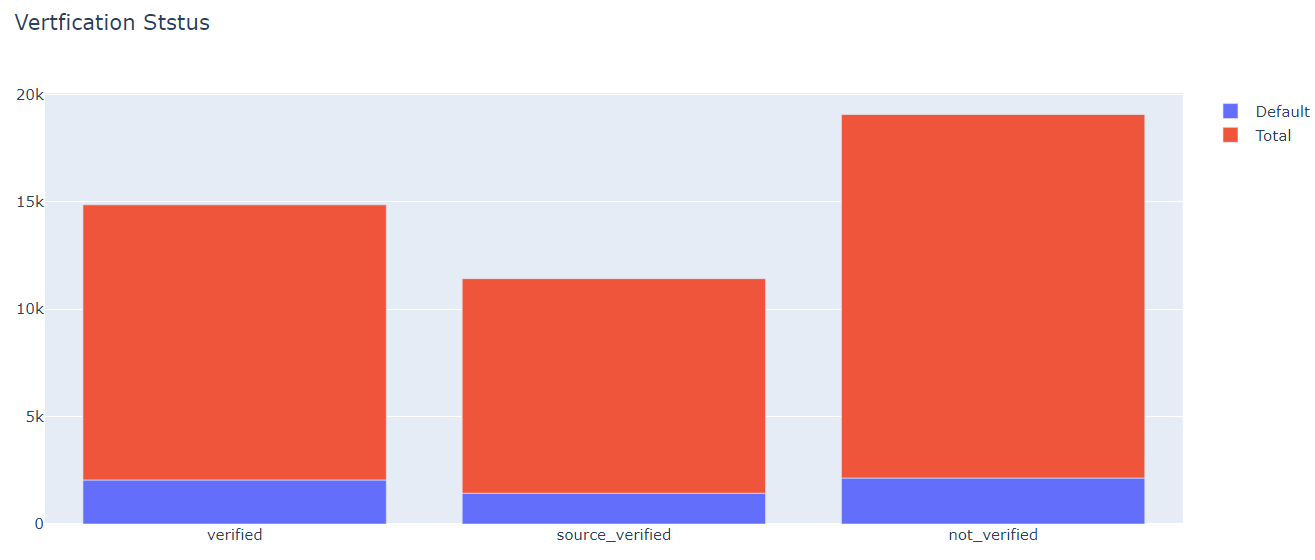 Vertfication Ststus
20k
15k
10k
5k
0
verified
source_verified
not_verified
Default
Total